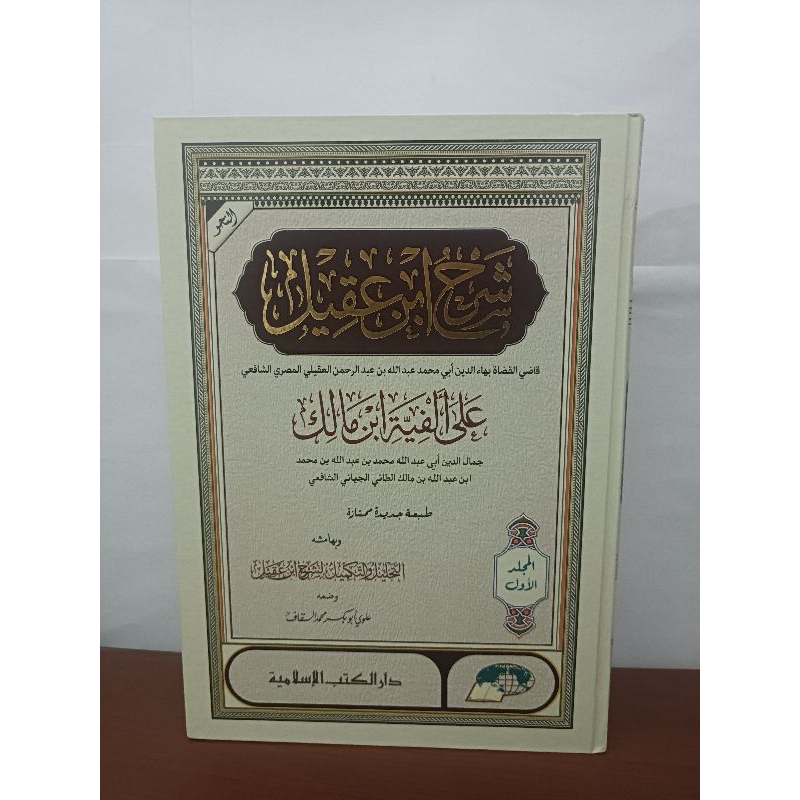 النحو
شرح ابن عقيل
قاضي القضاة بهاء الدين أبي محمد عبد الله بن عبد الرحمن العقيلي المصري الشافعي
على ألفية ابن مالك
جمال الدين أبي عبد الله محمد بن عبد الله بن محمد
ابن عبد الله بن مالك الطائي الجياني الشافعي
طبعة جديدة ممتازة
وبهامشه
التحليل والتكميل لشرح ابن عقيل
وضعه
علوي أبو بكر محمد السقاف
المجلد
الأول
دار الكتب الإسلامية